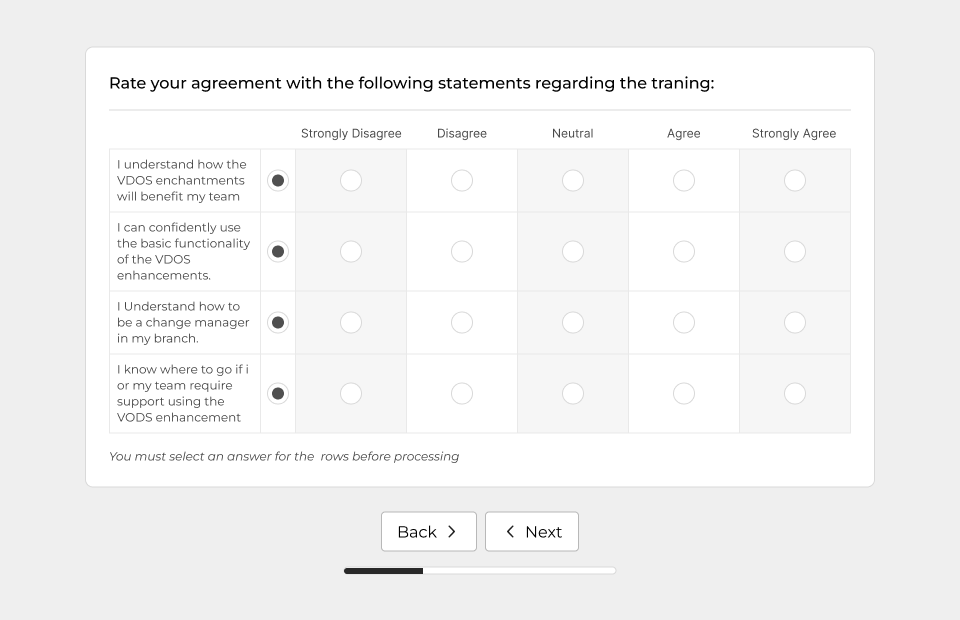 Rate your agreement with the following statements regarding the traning:
Strongly Disagree Disagree Neutral Agree Strongly Agree
I understand how the
VDOS enchantments
will benefit my team
I can confidently use
the basic functionality
of the VDOS
enhancements.
I Understand how to
be a change manager
in my branch.
I know where to go if i
or my team require
support using the
VODS enhancement
You must select an answer for the rows before processing
Back Next